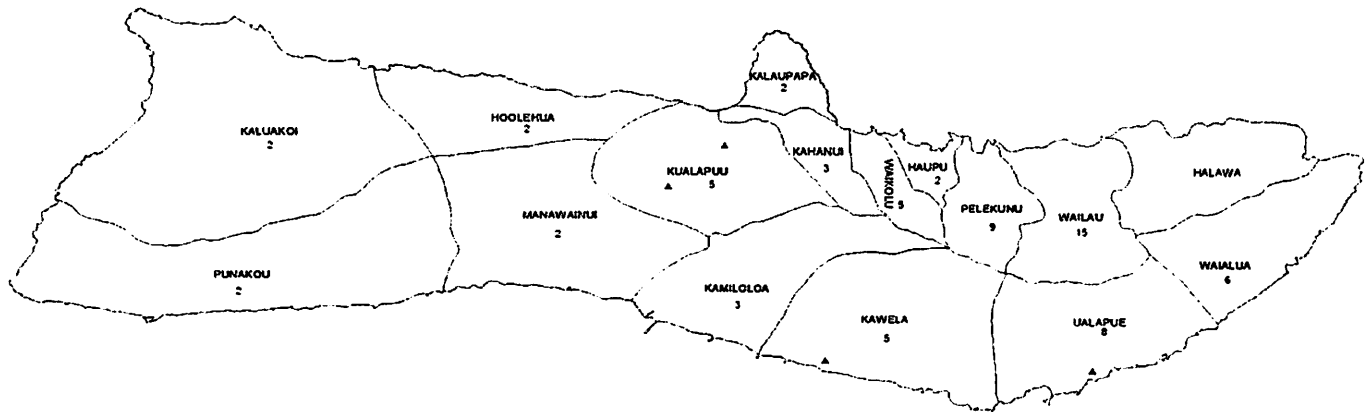 KALAUPAPA
2
HOOLEHUA
2
KALUAKOI
2
KAHANUI
3
KUALAPUU
5
WAIKOLU
5
HAUPU
2
HALAWA
PELEKUNU
9
WAILAU
15
MANAWAINUI
2
PUNAKOU
2
KAMILOLOA
3
WAIALUA
6
KAWELA
5
UALAPUE
8